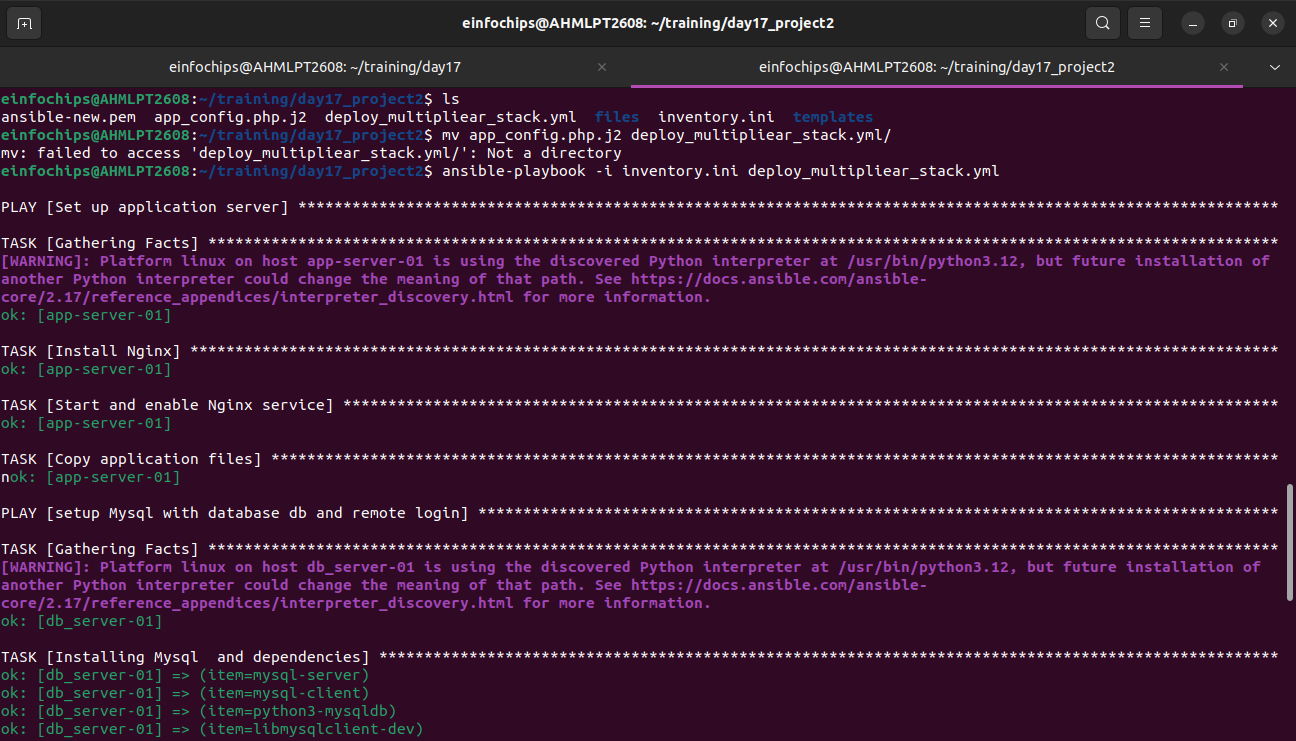 einfochips@AHMLPT2608: ~/training/day17_project2
einfochips@AHMLPT2608: ~/training/day17
einfochips@AHMLPT2608: ~/training/day17_project2
einfochips@AHMLPT2608:~/training/day17_project2$ ls
ansible-new.pem  app_config.php.j2  deploy_multipliear_stack.yml  files  inventory.ini  templates
einfochips@AHMLPT2608:~/training/day17_project2$ mv app_config.php.j2 deploy_multipliear_stack.yml/
mv: failed to access 'deploy_multipliear_stack.yml/': Not a directory
einfochips@AHMLPT2608:~/training/day17_project2$ ansible-playbook -i inventory.ini deploy_multipliear_stack.yml
PLAY [Set up application server] *************************************************************************************************************
TASK [Gathering Facts] ***********************************************************************************************************************
[WARNING]: Platform linux on host app-server-01 is using the discovered Python interpreter at /usr/bin/python3.12, but future installation of
another Python interpreter could change the meaning of that path. See https://docs.ansible.com/ansible-
core/2.17/reference_appendices/interpreter_discovery.html for more information.
ok: [app-server-01]
TASK [Install Nginx] *************************************************************************************************************************
ok: [app-server-01]
TASK [Start and enable Nginx service] ********************************************************************************************************
ok: [app-server-01]
TASK [Copy application files] ****************************************************************************************************************
nok: [app-server-01]
PLAY [setup Mysql with database db and remote login] *****************************************************************************************
TASK [Gathering Facts] ***********************************************************************************************************************
[WARNING]: Platform linux on host db_server-01 is using the discovered Python interpreter at /usr/bin/python3.12, but future installation of
another Python interpreter could change the meaning of that path. See https://docs.ansible.com/ansible-
core/2.17/reference_appendices/interpreter_discovery.html for more information.
ok: [db_server-01]
TASK [Installing Mysql  and dependencies] ****************************************************************************************************
ok: [db_server-01] => (item=mysql-server)
ok: [db_server-01] => (item=mysql-client)
ok: [db_server-01] => (item=python3-mysqldb)
ok: [db_server-01] => (item=libmysqlclient-dev)